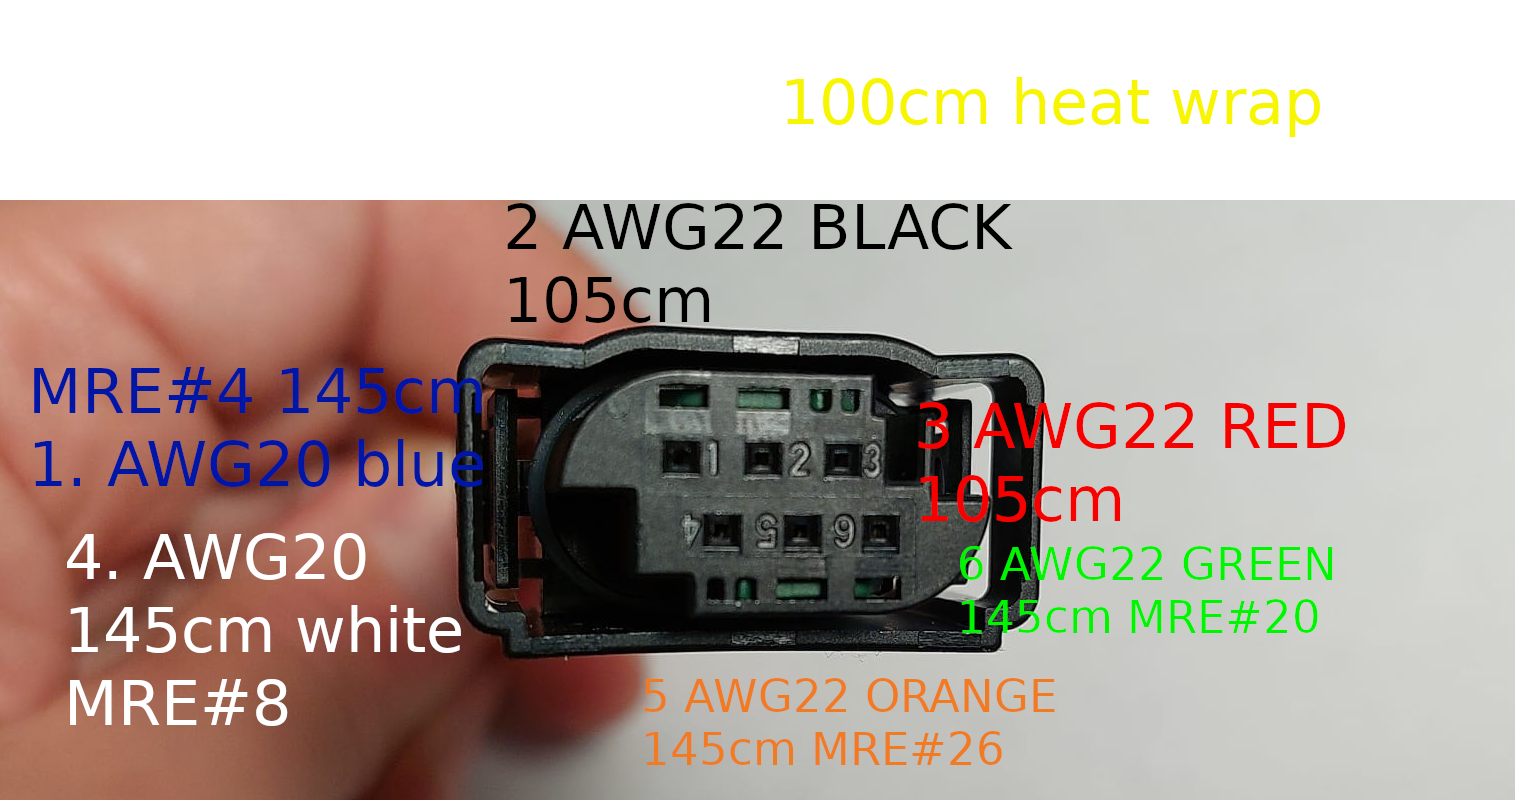 100cm heat wrap
2 AWG22 BLACK
105cm
MRE#4 145cm
1. AWG20 blue
3 AWG22 RED
105cm
1 2 3
4 5 6
4. AWG20
145cm white
MRE#8
6 AWG22 GREEN
145cm MRE#20
5 AWG22 ORANGE
145cm MRE#26